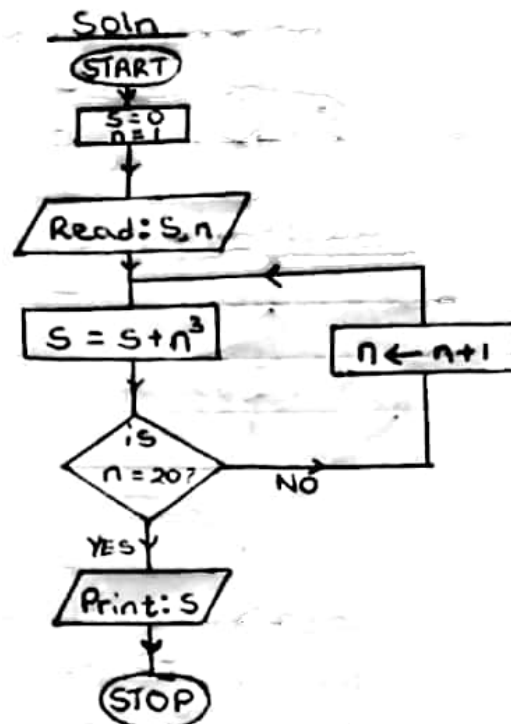 Soln
START
S=0
n=1
Read: S,n
S = S+n³
n ← n+1
is
n = 20?
NO
YES
Print: S
STOP